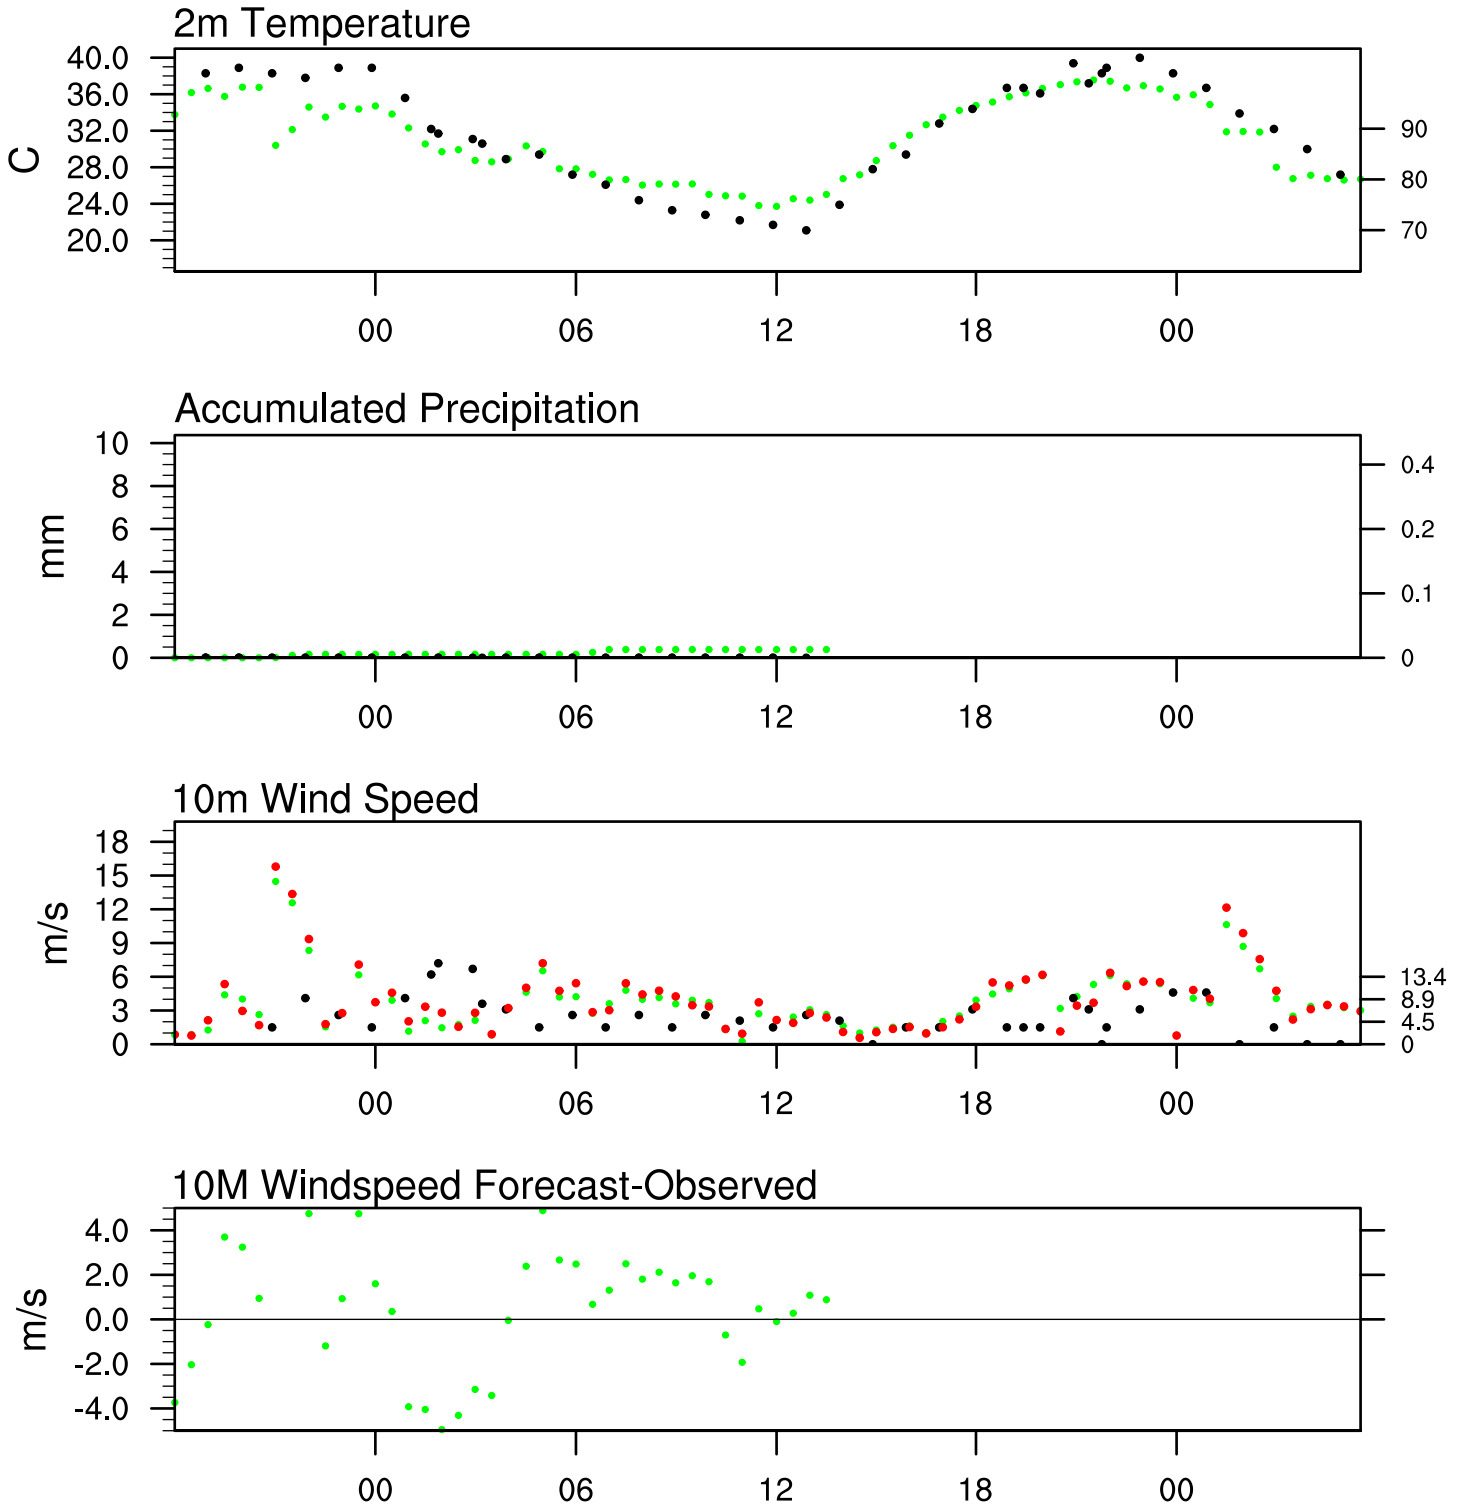 2m Temperature
40.0
36.0
32.0
28.0
24.0
20.0
C
90
80
70
00 06 12 18 00
Accumulated Precipitation
10
8
6
4
2
0
mm
0.4
0.2
0.1
0
00 06 12 18 00
10m Wind Speed
18
15
12
9
6
3
0
m/s
13.4
8.9
4.5
0
00 06 12 18 00
10M Windspeed Forecast-Observed
4.0
2.0
0.0
-2.0
-4.0
m/s
00 06 12 18 00